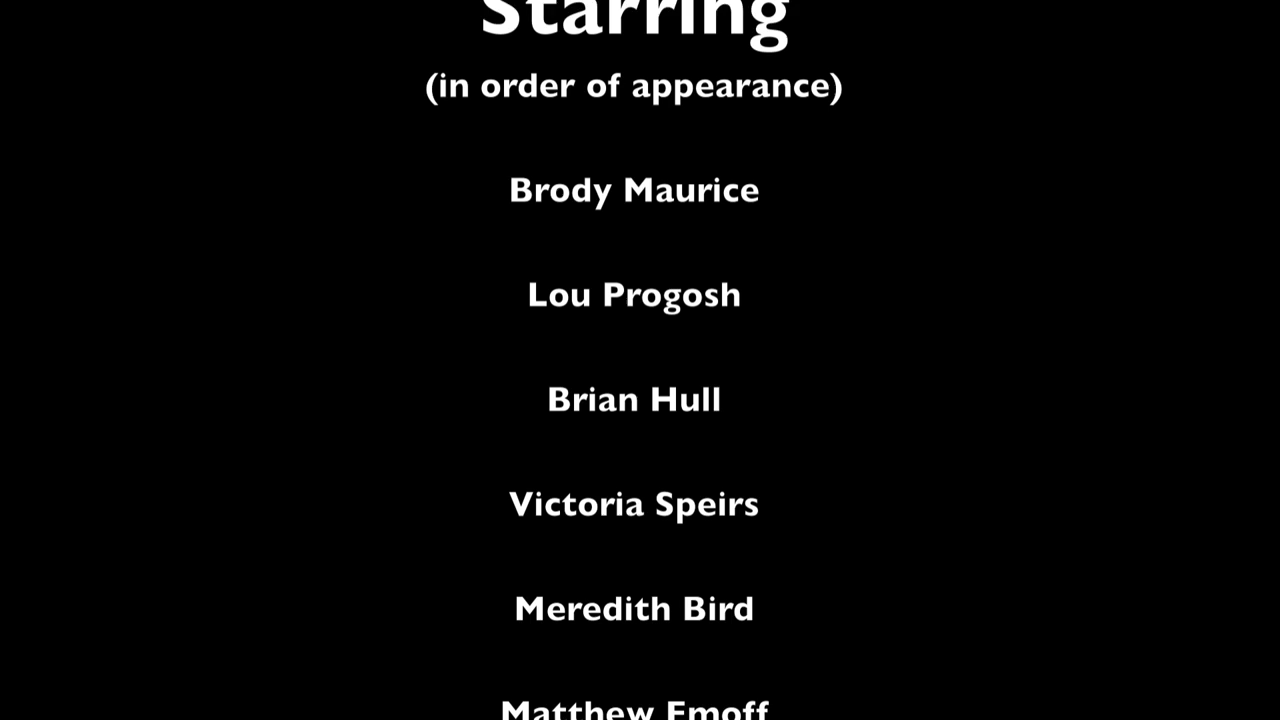 Starring
(in order of appearance)
Brody Maurice
Lou Progosh
Brian Hull
Victoria Speirs
Meredith Bird
Matthew Emoff